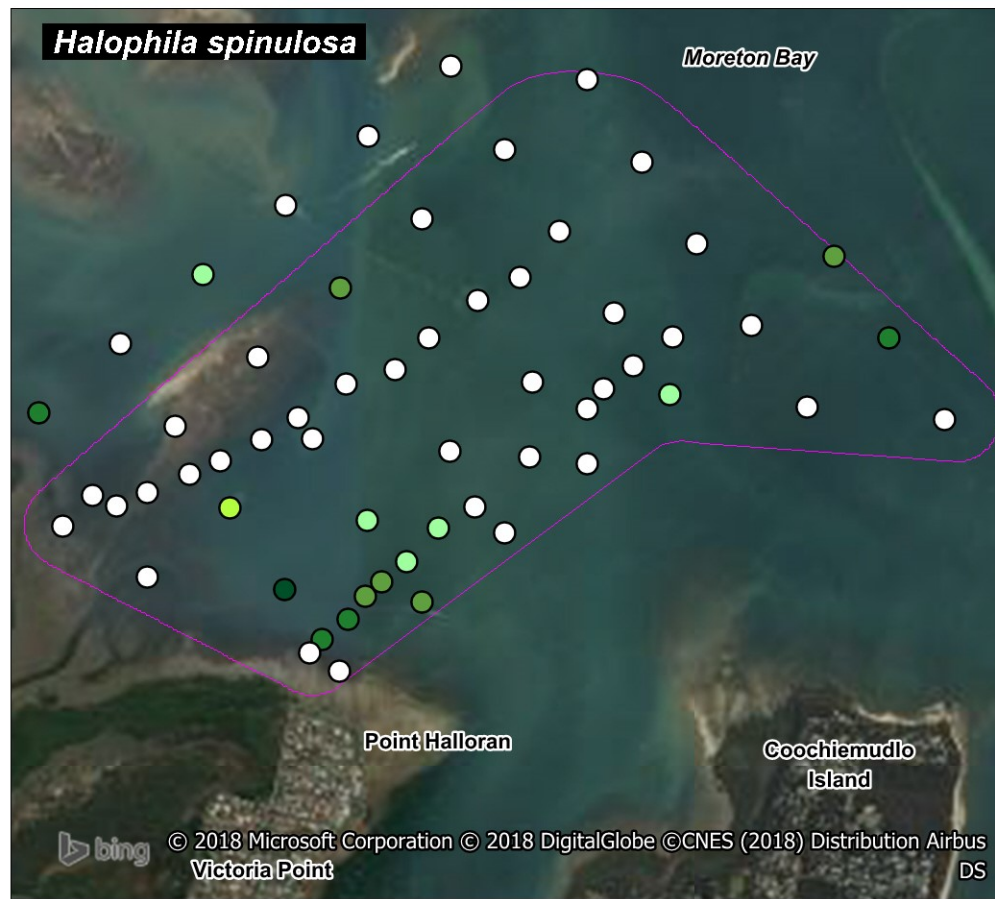 Halophila spinulosa
Moreton Bay
Point Halloran
Coochiemudlo
Island
bing
© 2018 Microsoft Corporation © 2018 DigitalGlobe ©CNES (2018) Distribution Airbus
DS
Victoria Point